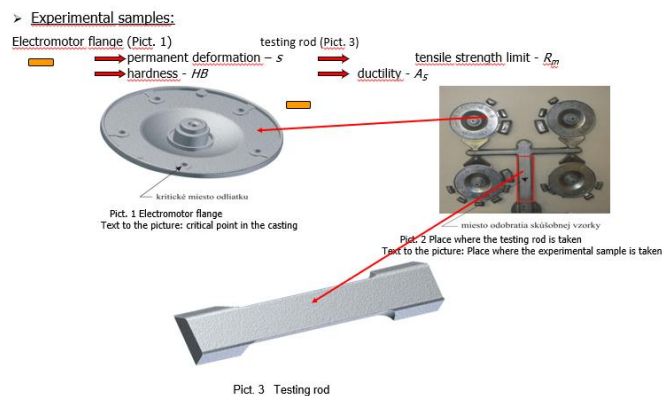 ➢ Experimental samples:
Electromotor flange (Pict. 1) testing rod (Pict. 3)
permanent deformation – s tensile strength limit - Rm
hardness - HB ductility - As
kritické miesto odliatku
Pict. 1 Electromotor flange
Text to the picture: critical point in the casting
miesto odobratia skúšobnej vzorky
Pict. 2 Place where the testing rod is taken
Text to the picture: Place where the experimental sample is taken
Pict. 3 Testing rod